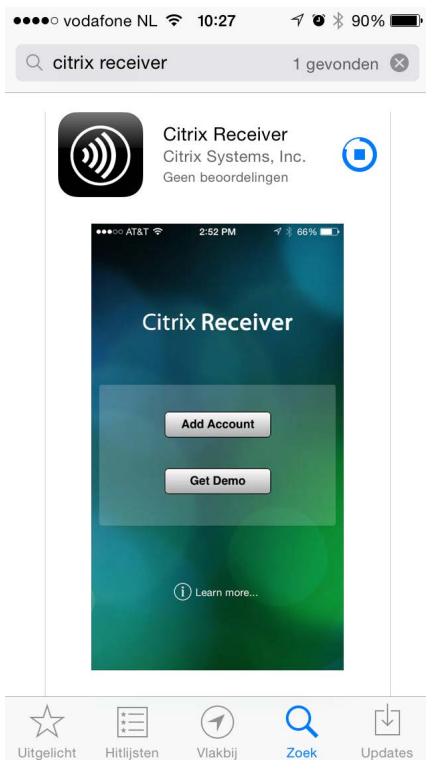 vodafone NL 10:27 90%
citrix receiver 1 gevonden
Citrix Receiver
Citrix Systems, Inc.
Geen beoordelingen
AT&T 2:52 PM 66%
Citrix Receiver
Add Account
Get Demo
Learn more...
Uitgelicht Hitlijsten Vlakbij Zoek Updates